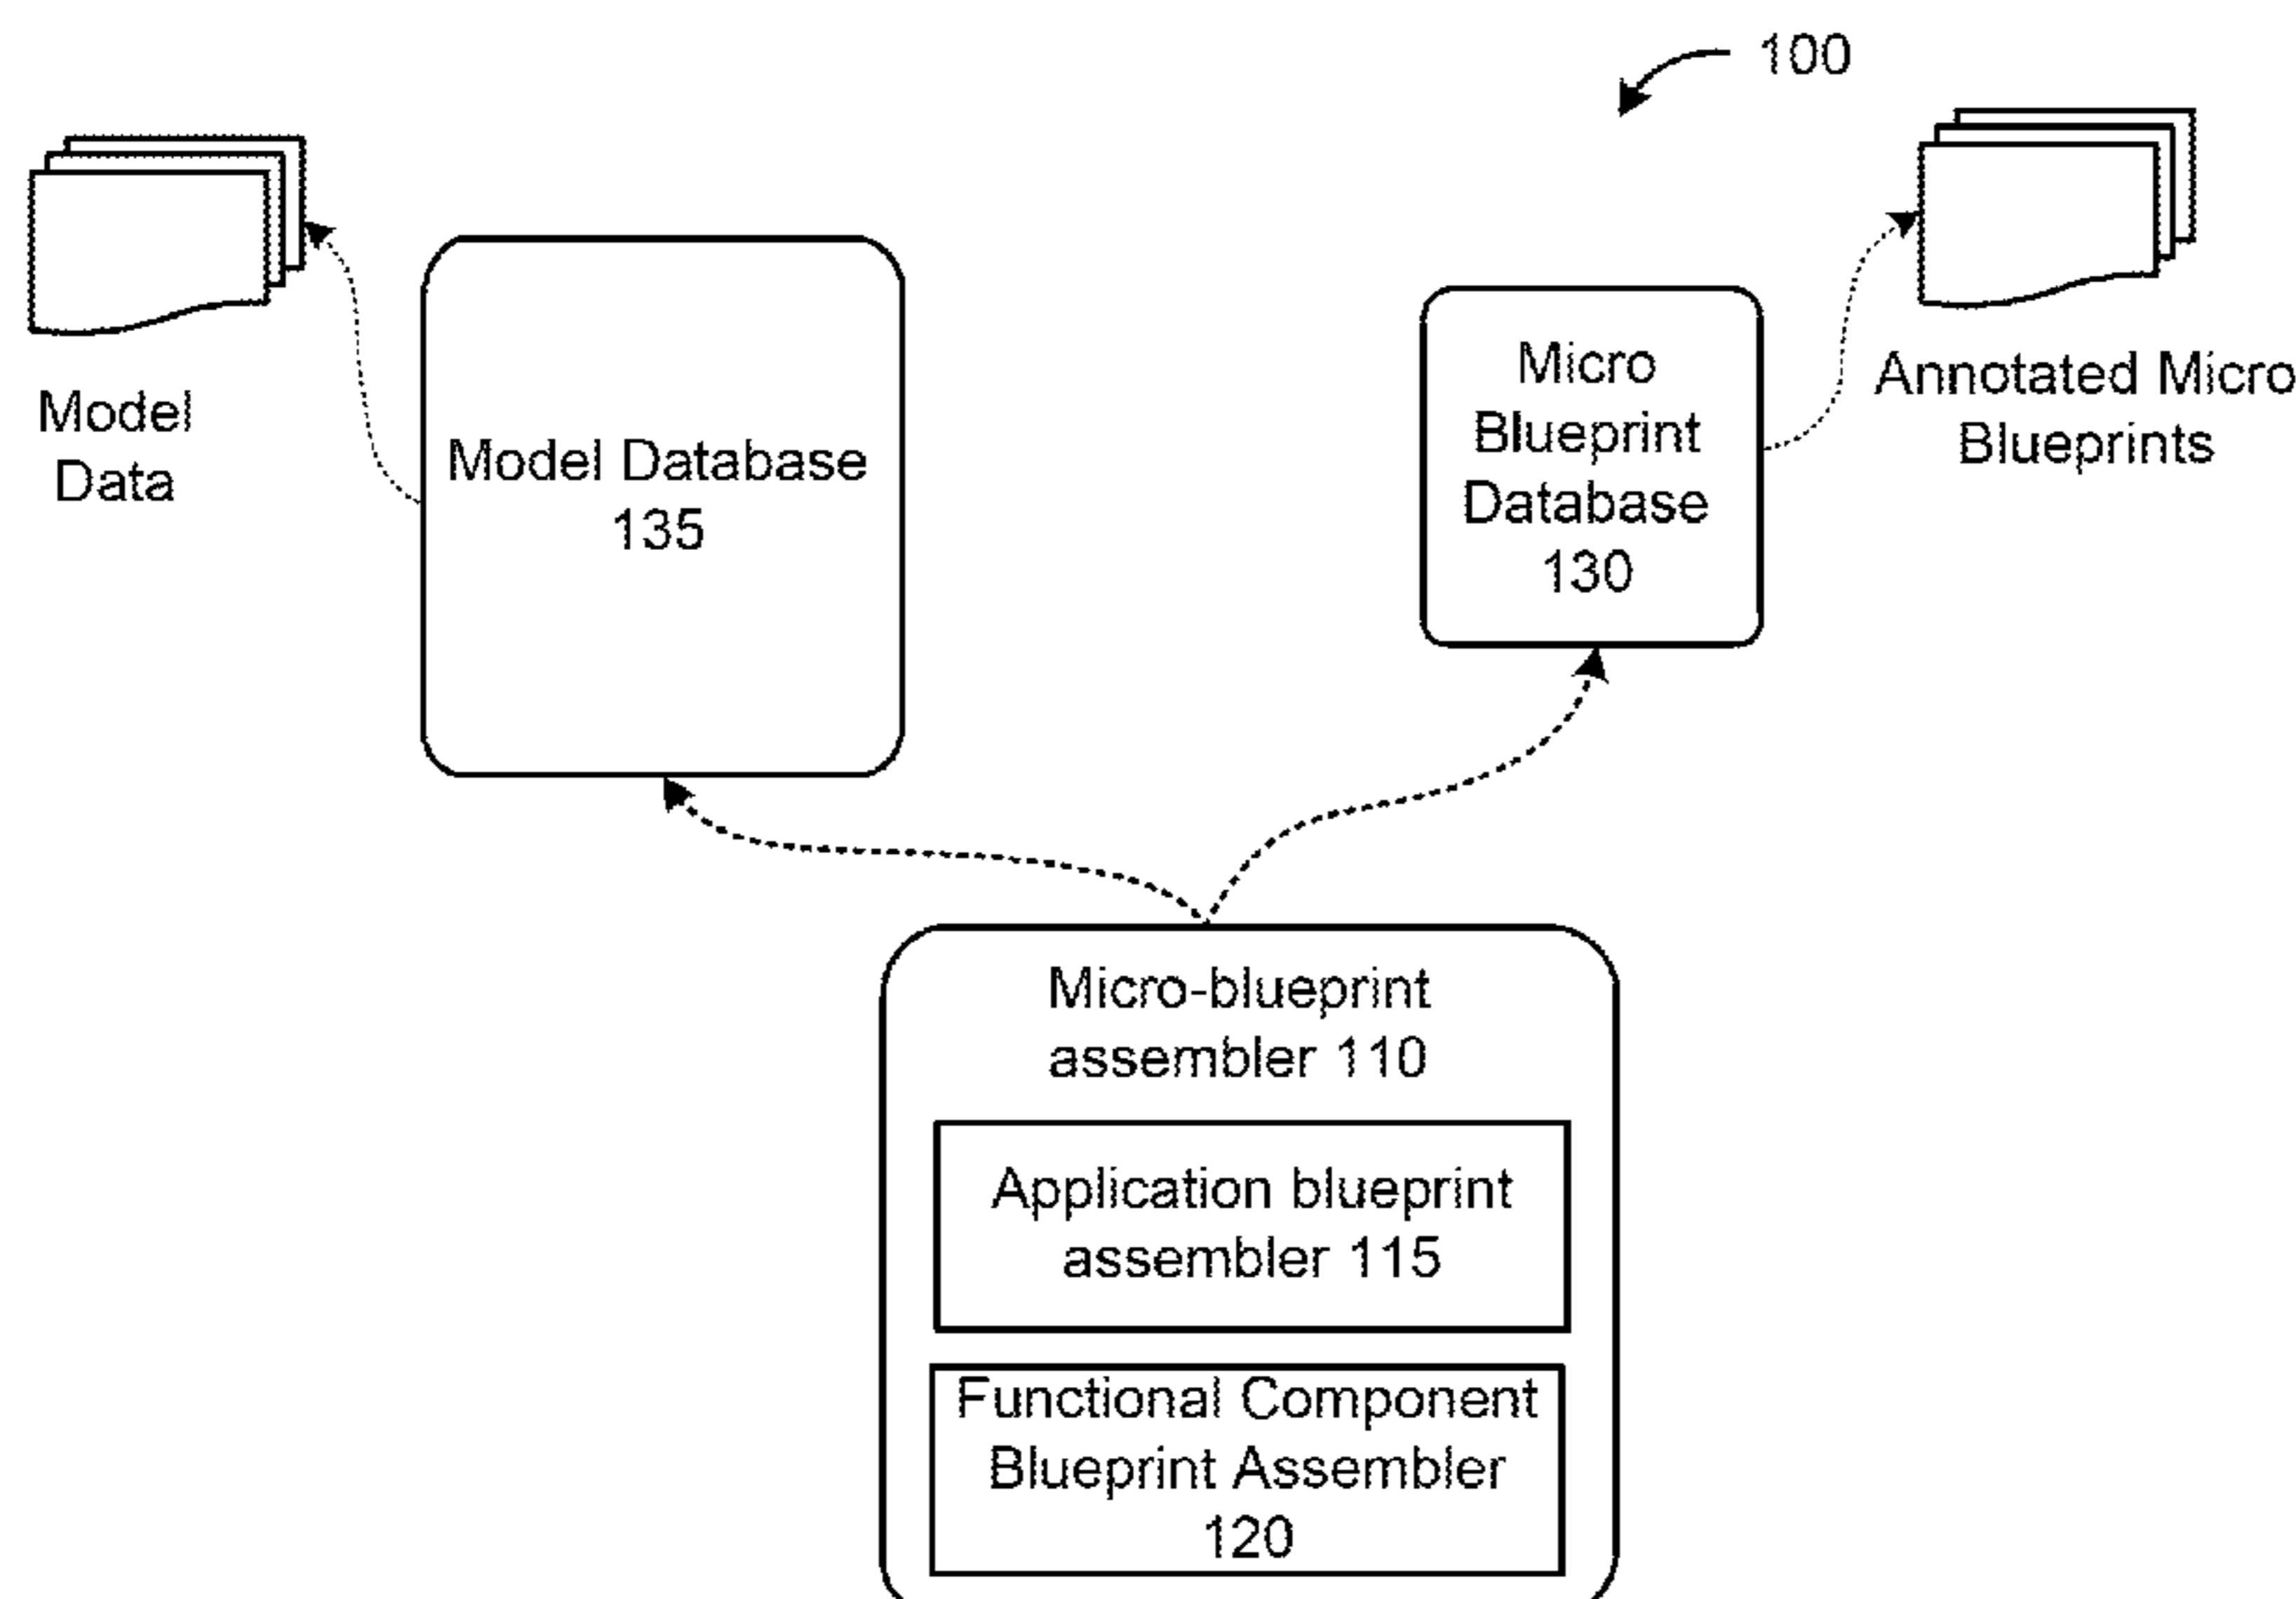 100
Model
Data
Model Database
135
Micro
Blueprint
Database
130
Annotated Micro
Blueprints
Micro-blueprint
assembler 110
Application blueprint
assembler 115
Functional Component
Blueprint Assembler
120